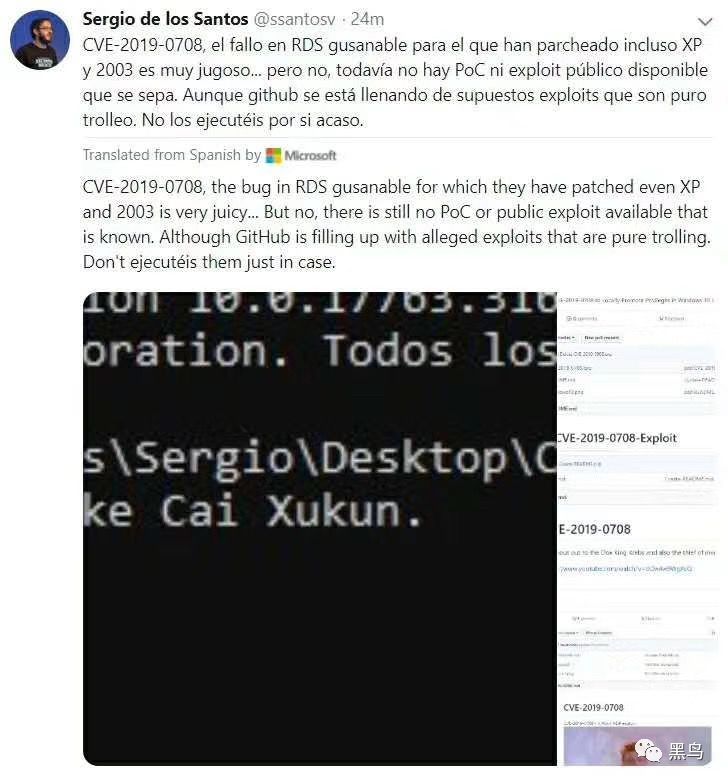 Sergio de los Santos @ssantosv · 24m
CVE-2019-0708, el fallo en RDS gusanable para el que han parcheado incluso XP
y 2003 es muy jugoso... pero no, todavía no hay PoC ni exploit público disponible
que se sepa. Aunque github se está llenando de supuestos exploits que son puro
trolleo. No los ejecutéis por si acaso.
Translated from Spanish by Microsoft
CVE-2019-0708, the bug in RDS gusanable for which they have patched even XP
and 2003 is very juicy... But no, there is still no PoC or public exploit available that
is known. Although GitHub is filling up with alleged exploits that are pure trolling.
Don't ejecutéis them just in case.
ion 10.0.17763.316
oration. Todos los
s\Sergio\Desktop\C
ke Cai Xukun.
CVE-2019-0708-Exploit
E-2019-0708
CVE-2019-0708
黑鸟